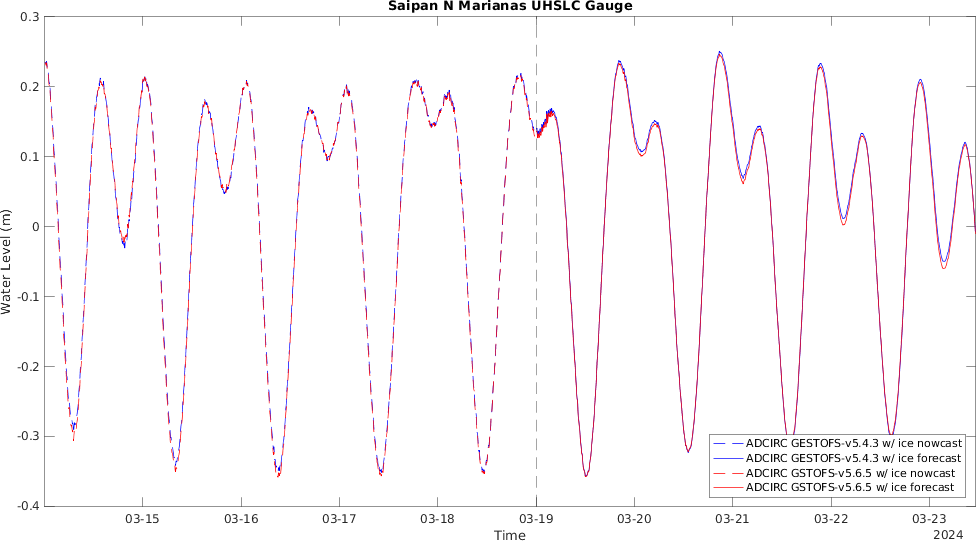 Saipan N Marianas UHSLC Gauge
Water Level (m)
0.3
0.2
0.1
0
-0.1
-0.2
-0.3
-0.4
ADCIRC GESTOFS-v5.4.3 w/ ice nowcast
ADCIRC GESTOFS-v5.4.3 w/ ice forecast
ADCIRC GSTOFS-v5.6.5 w/ ice nowcast
ADCIRC GSTOFS-v5.6.5 w/ ice forecast
03-15 03-16 03-17 03-18 03-19 03-20 03-21 03-22 03-23
Time
2024